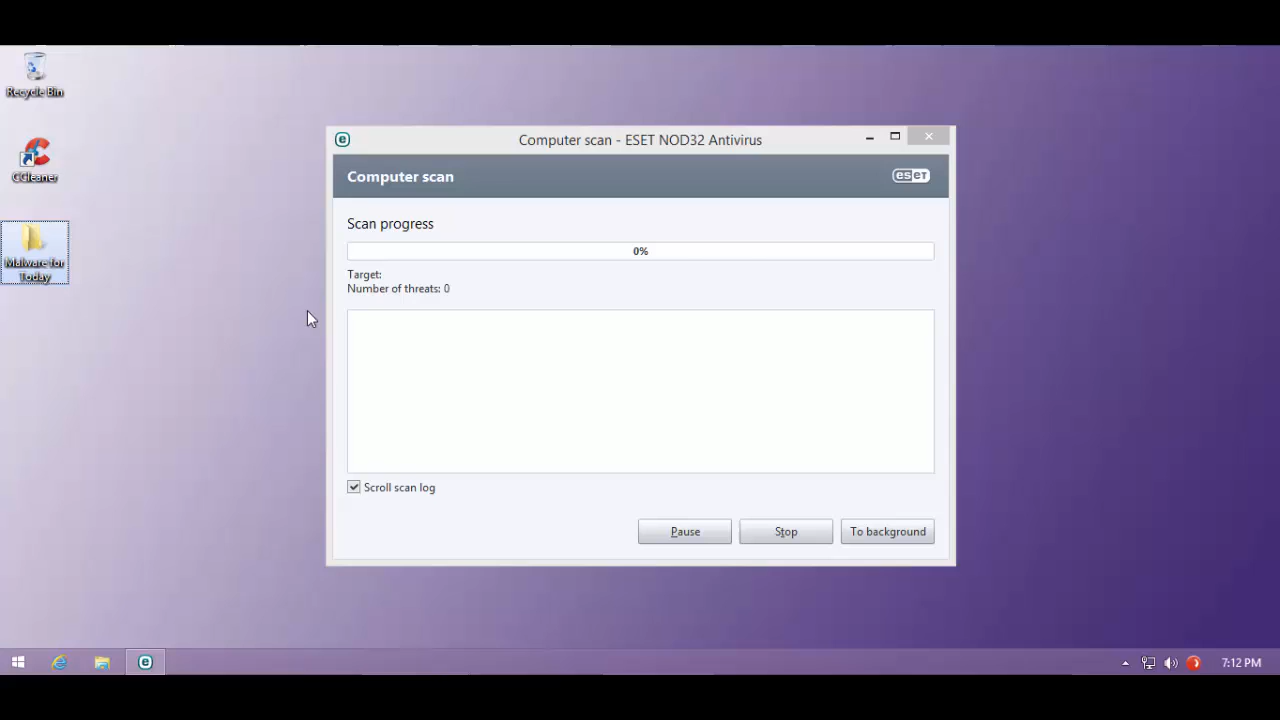 Recycle Bin
CCleaner
Malware for
Today
Computer scan - ESET NOD32 Antivirus
Computer scan
eset
Scan progress
0%
Target:
Number of threats: 0
Scroll scan log
Pause
Stop
To background
7:12 PM